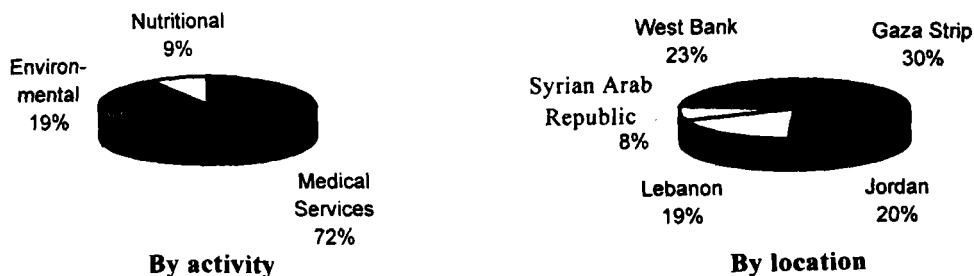 Nutritional
9%
Environ-
mental
19%
Medical
Services
72%
By activity
West Bank
23%
Gaza Strip
30%
Syrian Arab
Republic
8%
Lebanon
19%
Jordan
20%
By location